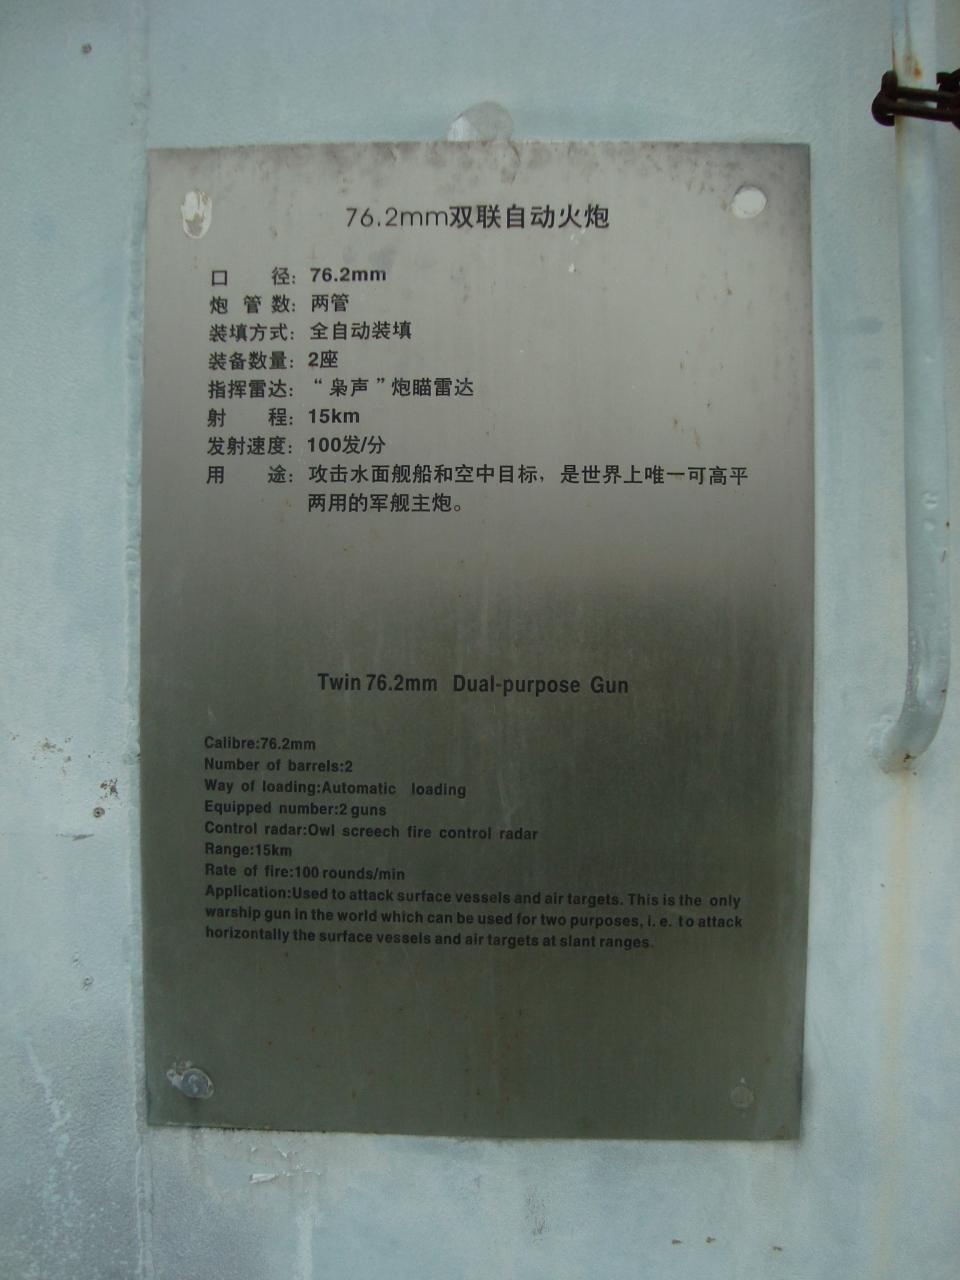 76.2mm双联自动火炮
口 径: 76.2mm
炮 管 数: 两管
装填方式: 全自动装填
装备数量: 2座
指挥雷达: “枭声”炮瞄雷达
射 程: 15km
发射速度: 100发/分
用 途: 攻击水面舰船和空中目标，是世界上唯一可高平
两用的军舰主炮。
Twin 76.2mm Dual-purpose Gun
Calibre:76.2mm
Number of barrels:2
Way of loading:Automatic loading
Equipped number:2 guns
Control radar:Owl screech fire control radar
Range:15km
Rate of fire:100 rounds/min
Application:Used to attack surface vessels and air targets. This is the only
warship gun in the world which can be used for two purposes, i. e. to attack
horizontally the surface vessels and air targets at slant ranges.